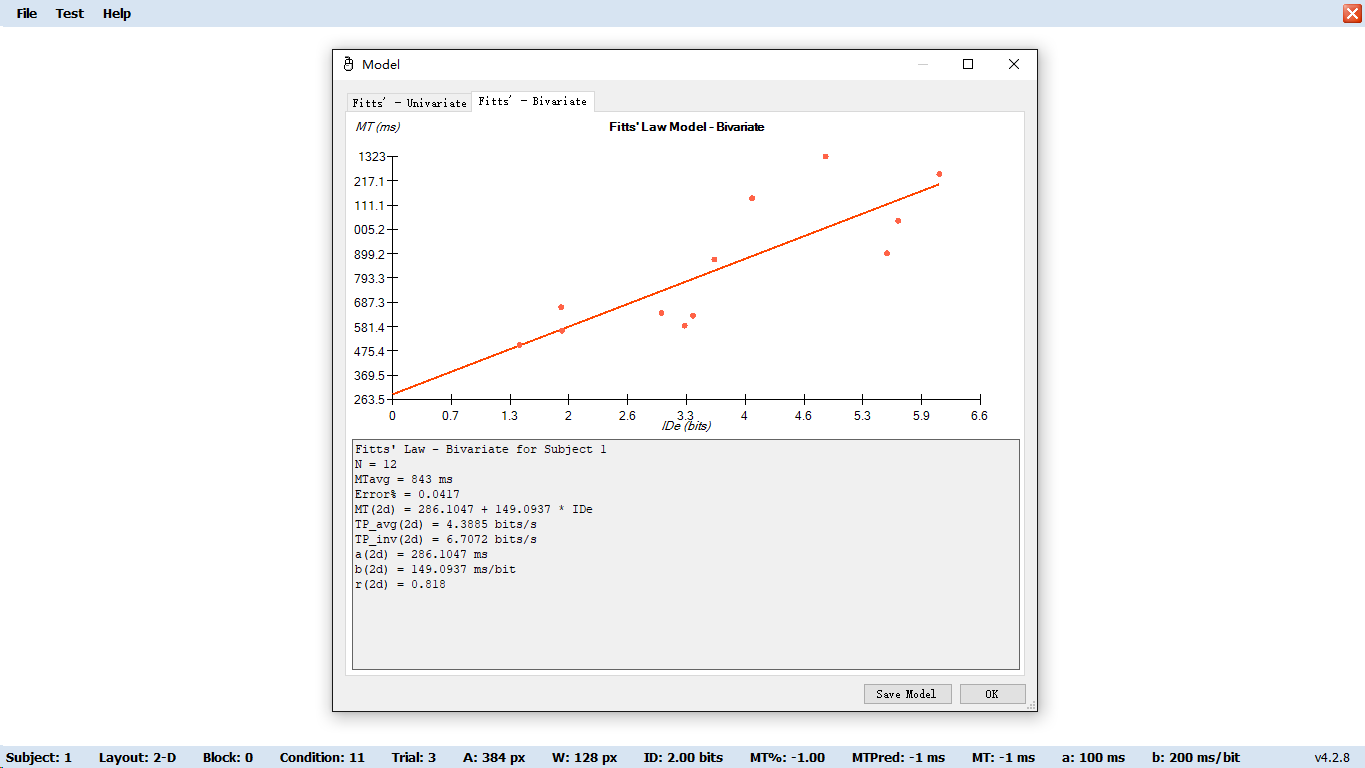 File Test Help
Model
Fitts' - Univariate Fitts' - Bivariate
MT (ms) Fitts' Law Model - Bivariate
1323
217.1
111.1
005.2
899.2
793.3
687.3
581.4
475.4
369.5
263.5
0 0.7 1.3 2 2.6 3.3 4 4.6 5.3 5.9 6.6
IDe (bits)
Fitts' Law - Bivariate for Subject 1
N = 12
MTavg = 843 ms
Error% = 0.0417
MT(2d) = 286.1047 + 149.0937 * IDe
TP_avg(2d) = 4.3885 bits/s
TP_inv(2d) = 6.7072 bits/s
a(2d) = 286.1047 ms
b(2d) = 149.0937 ms/bit
r(2d) = 0.818
Save Model OK
Subject: 1 Layout: 2-D Block: 0 Condition: 11 Trial: 3 A: 384 px W: 128 px ID: 2.00 bits MT%: -1.00 MTPred: -1 ms MT: -1 ms a: 100 ms b: 200 ms/bit v4.2.8